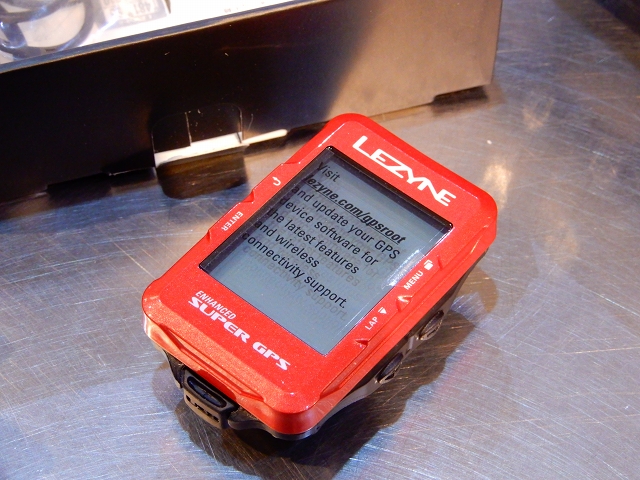 LEZYNE
Visit
lezyne.com/gpsroot
and update your GPS
device software for
the latest features
and wireless
connectivity support.
ENTER
MENU
LAP
ENHANCED
SUPER GPS